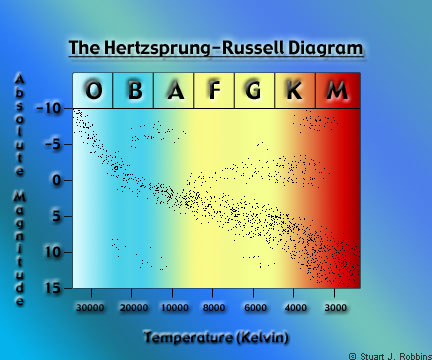 The Hertzsprung-Russell Diagram
O B A F G K M
Absolute Magnitude
-10
-5
0
5
10
15
30000 20000 10000 8000 6000 4000 3000
Temperature (Kelvin)
© Stuart J. Robbins